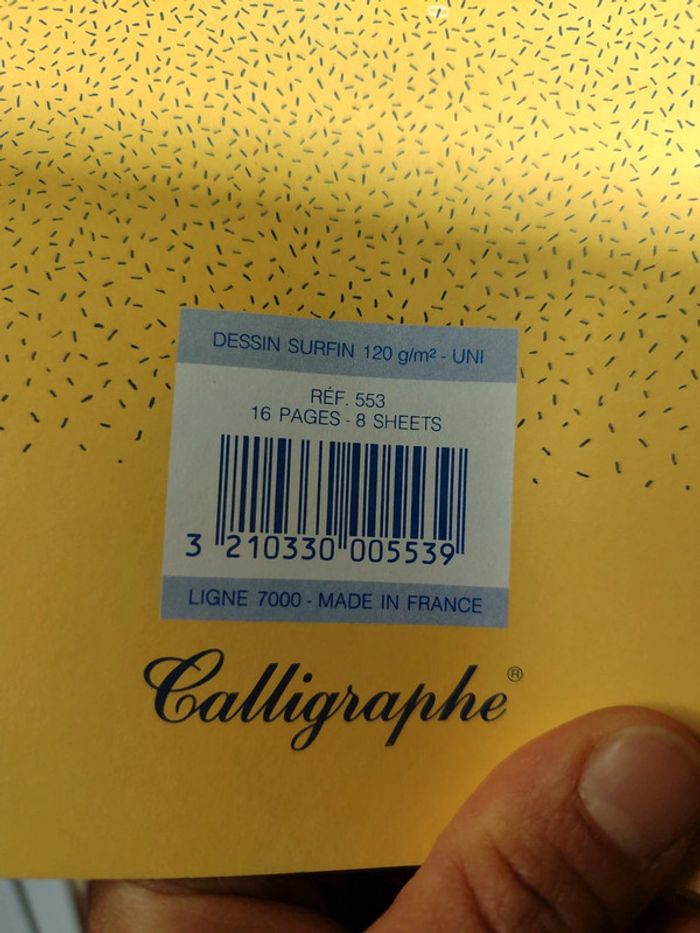 DESSIN SURFIN 120 g/m² - UNI
RÉF. 553
16 PAGES - 8 SHEETS
3 210330 005539
LIGNE 7000 - MADE IN FRANCE
Calligraphe®